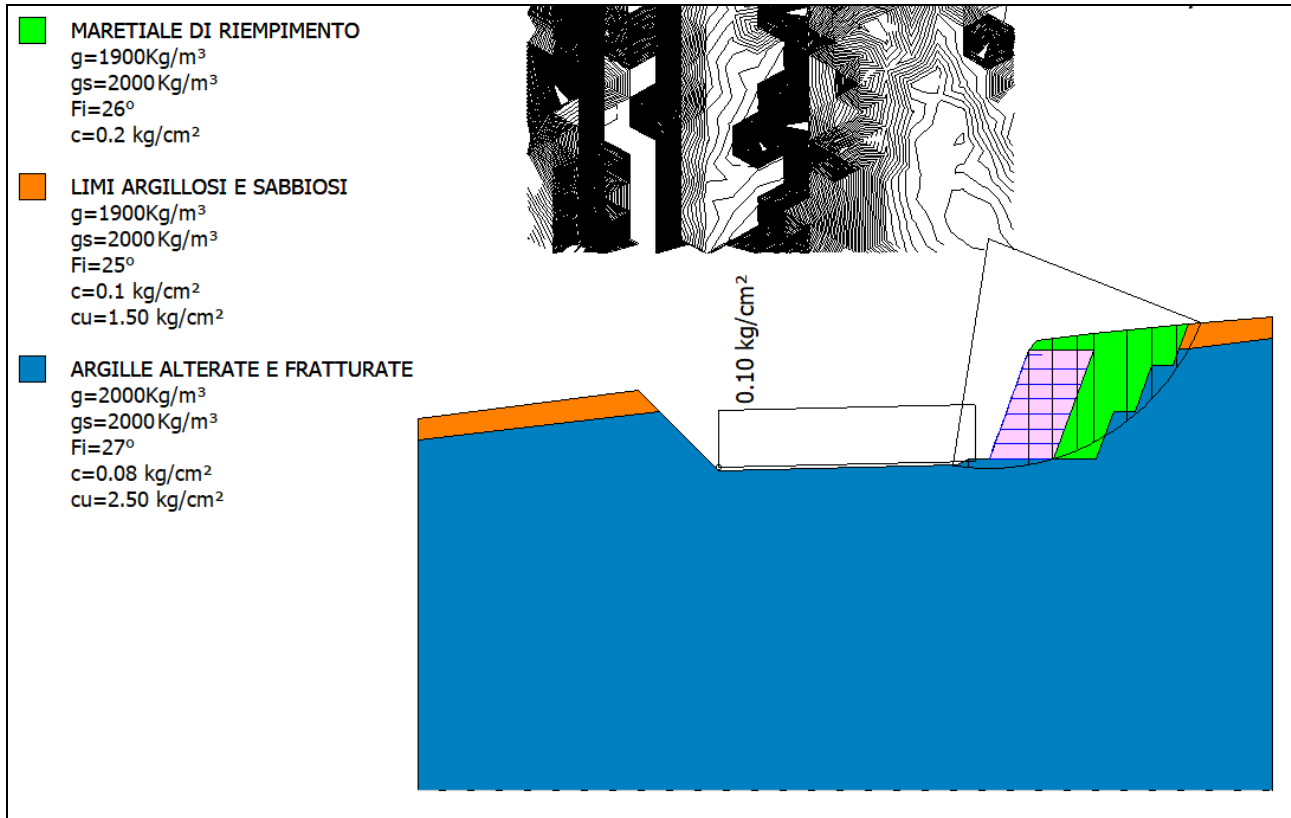 MARETIALE DI RIEMPIMENTO
g=1900Kg/m³
gs=2000Kg/m³
Fi=26°
c=0.2 kg/cm²
LIMI ARGILLOSI E SABBIOSI
g=1900Kg/m³
gs=2000Kg/m³
Fi=25°
c=0.1 kg/cm²
cu=1.50 kg/cm²
ARGILLE ALTERATE E FRATTURATE
g=2000Kg/m³
gs=2000Kg/m³
Fi=27°
c=0.08 kg/cm²
cu=2.50 kg/cm²
0.10 kg/cm²